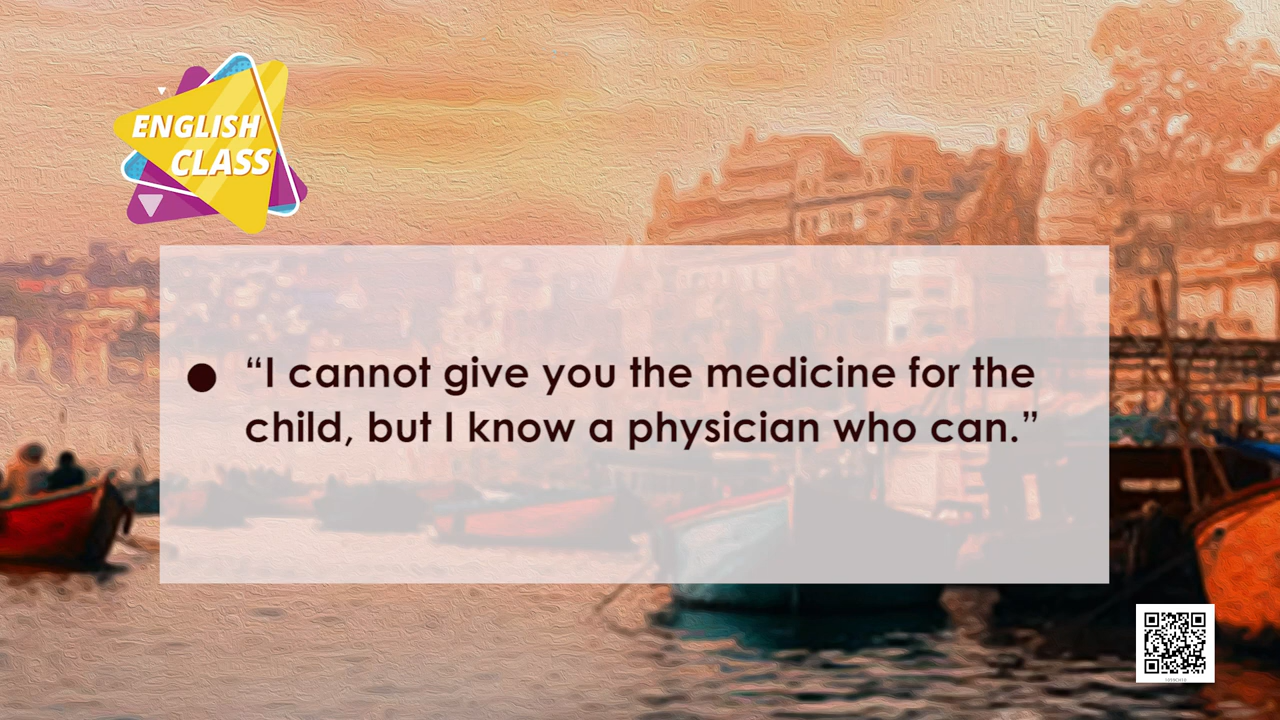 ENGLISH
CLASS
● “I cannot give you the medicine for the
child, but I know a physician who can.”